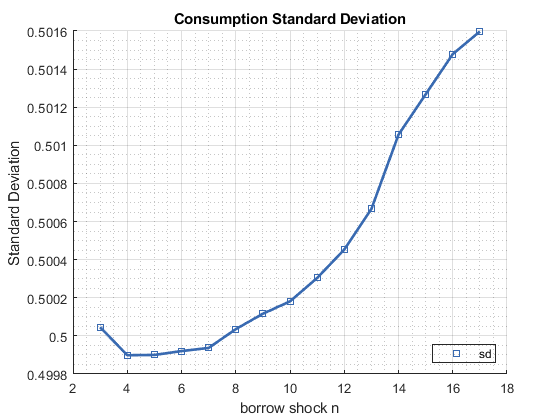 Consumption Standard Deviation
0.5016
0.5014
0.5012
0.501
0.5008
0.5006
0.5004
0.5002
0.5
0.4998
Standard Deviation
2 4 6 8 10 12 14 16 18
borrow shock n
sd